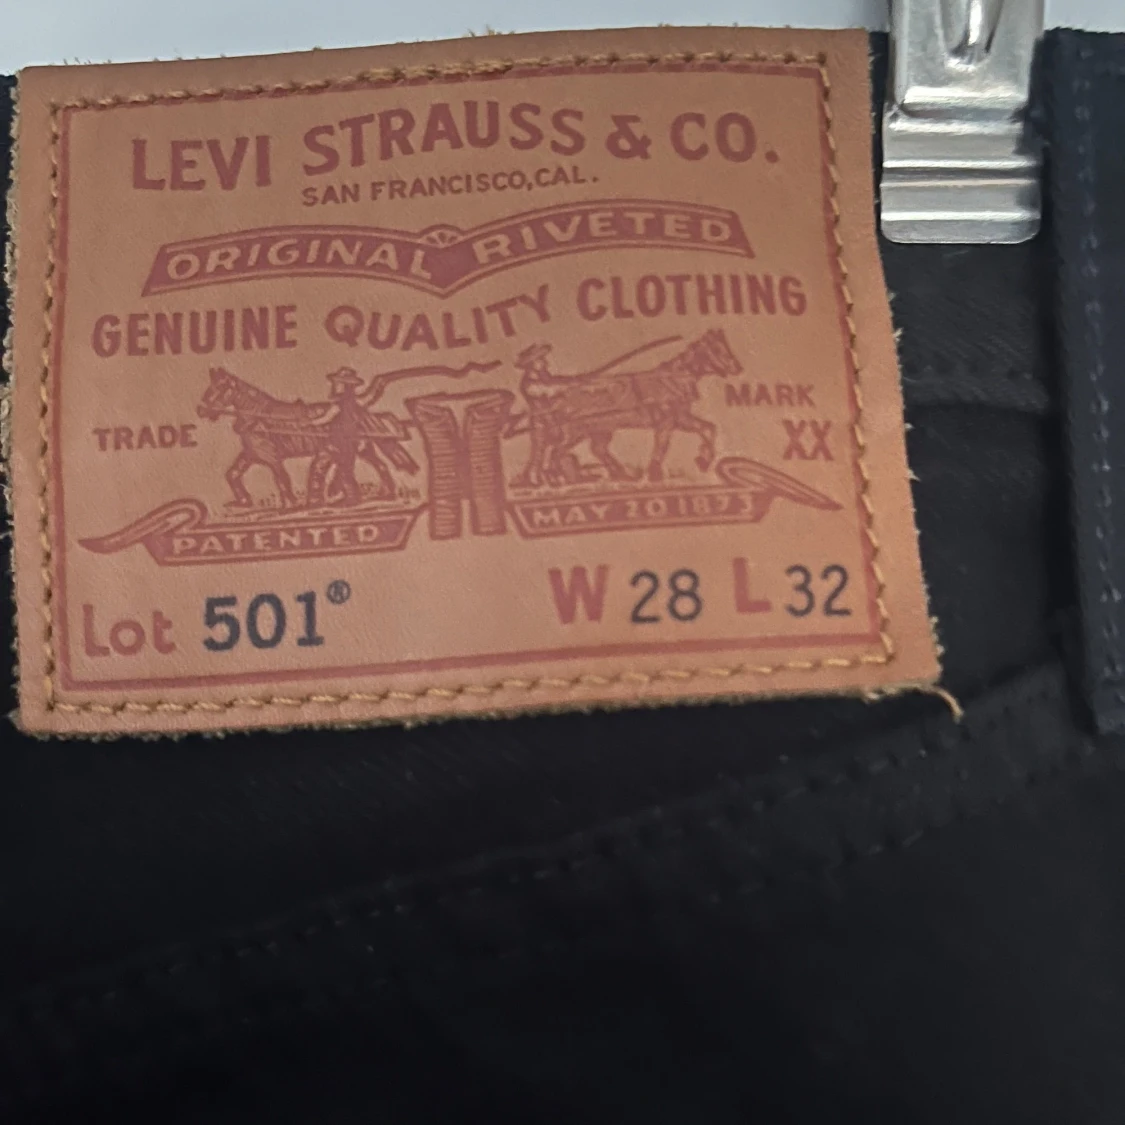 LEVI STRAUSS & CO.
SAN FRANCISCO, CAL.
ORIGINAL RIVETED
GENUINE QUALITY CLOTHING
TRADE MARK
XX
PATENTED MAY 20 1873
Lot 501® W 28 L 32